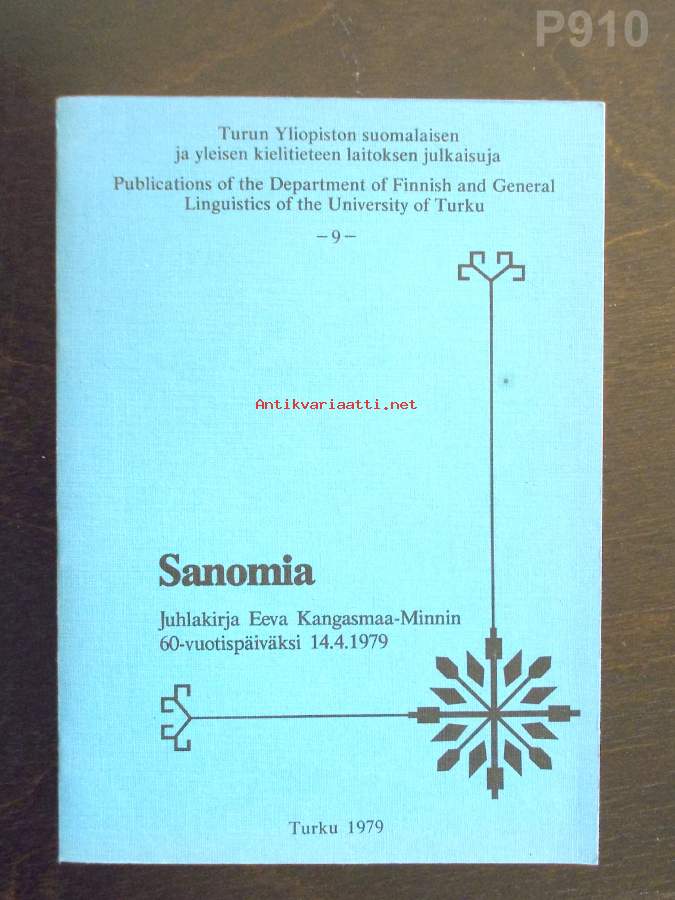 P910
Turun Yliopiston suomalaisen
ja yleisen kielitieteen laitoksen julkaisuja
Publications of the Department of Finnish and General
Linguistics of the University of Turku
–9–
Antikvariaatti.net
Sanomia
Juhlakirja Eeva Kangasmaa-Minnin
60-vuotispäiväksi 14.4.1979
Turku 1979